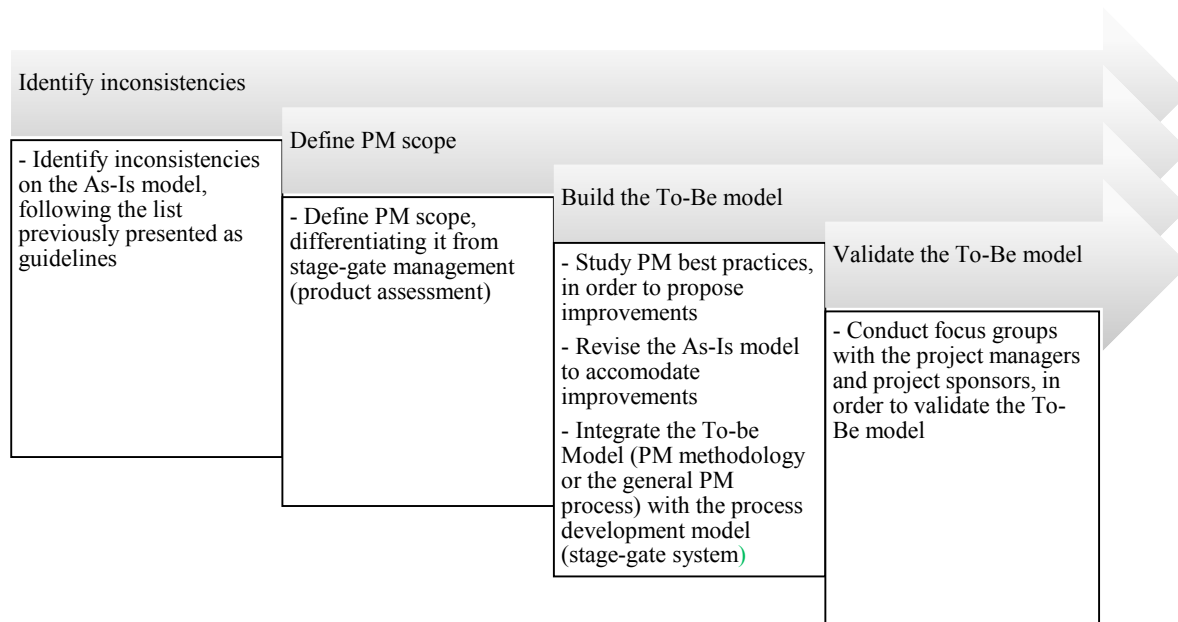 Identify inconsistencies
- Identify inconsistencies
on the As-Is model,
following the list
previously presented as
guidelines
Define PM scope
- Define PM scope,
differentiating it from
stage-gate management
(product assessment)
Build the To-Be model
- Study PM best practices,
in order to propose
improvements
- Revise the As-Is model
to accomodate
improvements
- Integrate the To-be
Model (PM methodology
or the general PM
process) with the process
development model
(stage-gate system)
Validate the To-Be model
- Conduct focus groups
with the project managers
and project sponsors, in
order to validate the To-
Be model